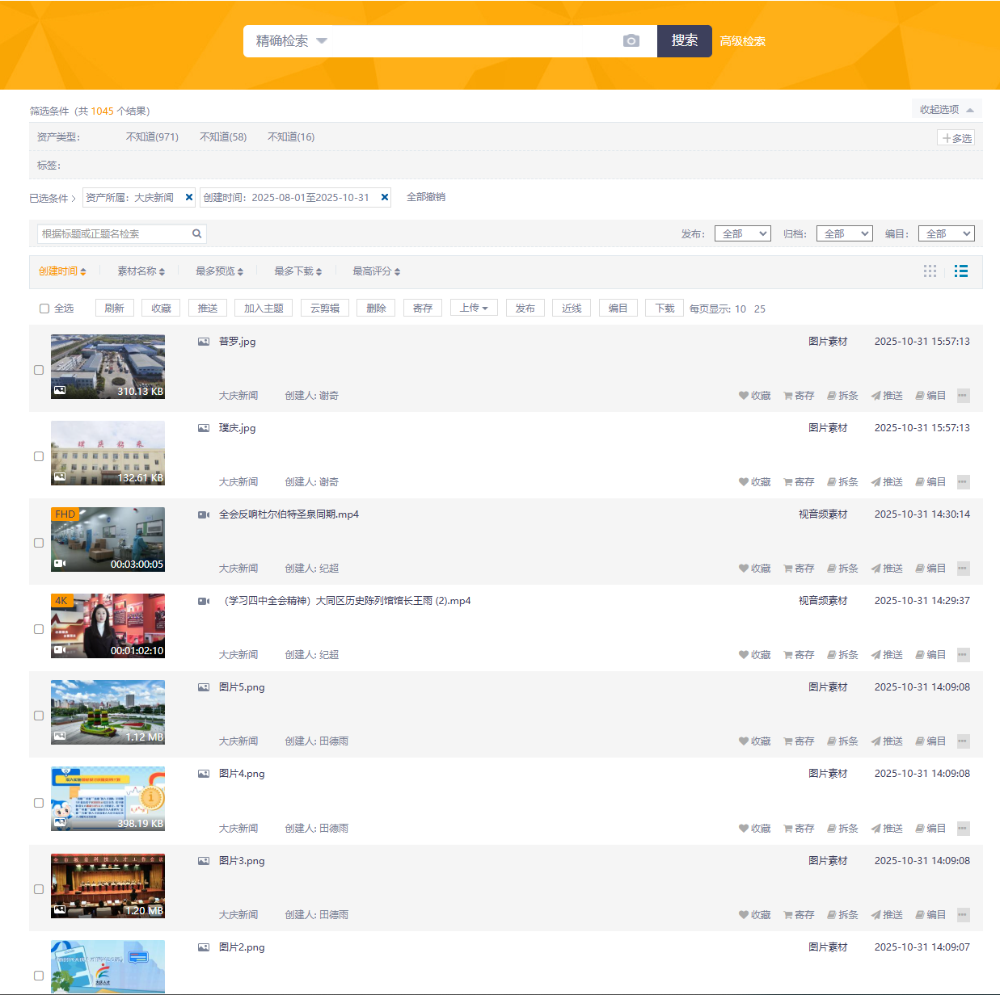 精确检索
搜索
高级检索
筛选条件 (共 1045 个结果)
收起选项
资产类型: 不知道(971) 不知道(58) 不知道(16)
多选
标签:
已选条件 资产所属: 大庆新闻 创建时间: 2025-08-01至2025-10-31 全部撤销
根据标题或正题名检索
发布: 全部 归档: 全部 编目: 全部
创建时间 素材名称 最多预览 最多下载 最高评分
全选 刷新 收藏 推送 加入主题 云剪辑 删除 寄存 上传 发布 近线 编目 下载 每页显示: 10 25
普罗.jpg 图片素材 2025-10-31 15:57:13
310.13 KB
大庆新闻 创建人: 谢奇 收藏 寄存 拆条 推送 编目
璞庆.jpg 图片素材 2025-10-31 15:57:13
璞 庆 粘 米
132.61 KB
大庆新闻 创建人: 谢奇 收藏 寄存 拆条 推送 编目
FHD
全会反响杜尔伯特圣泉同期.mp4 视音频素材 2025-10-31 14:30:14
00:03:00:05
大庆新闻 创建人: 纪超 收藏 寄存 拆条 推送 编目
4K
（学习四中全会精神）大同区历史陈列馆馆长王雨 (2).mp4 视音频素材 2025-10-31 14:29:37
00:01:02:10
大庆新闻 创建人: 纪超 收藏 寄存 拆条 推送 编目
图片5.png 图片素材 2025-10-31 14:09:08
1.12 MB
大庆新闻 创建人: 田德雨 收藏 寄存 拆条 推送 编目
图片4.png 图片素材 2025-10-31 14:09:08
398.19 KB
大庆新闻 创建人: 田德雨 收藏 寄存 拆条 推送 编目
图片3.png 图片素材 2025-10-31 14:09:08
全市教育科技人才工作会议
1.20 MB
大庆新闻 创建人: 田德雨 收藏 寄存 拆条 推送 编目
图片2.png 图片素材 2025-10-31 14:09:07
大庆人才